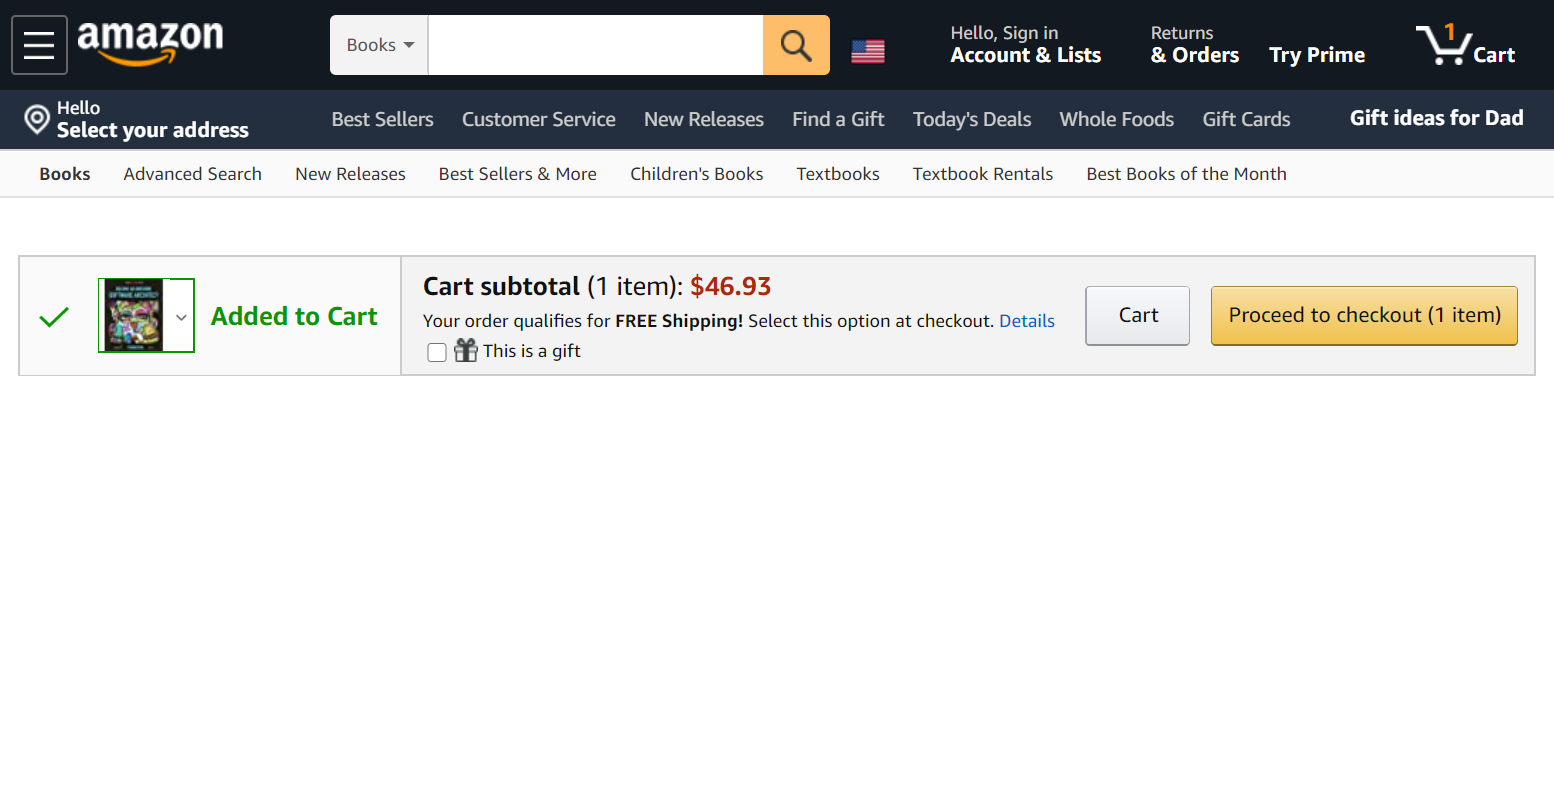 amazon
Books
Hello, Sign in
Account & Lists
Returns
& Orders
Try Prime
1
Cart
Hello
Select your address
Best Sellers Customer Service New Releases Find a Gift Today's Deals Whole Foods Gift Cards
Gift ideas for Dad
Books Advanced Search New Releases Best Sellers & More Children's Books Textbooks Textbook Rentals Best Books of the Month
Added to Cart
Cart subtotal (1 item): $46.93
Your order qualifies for FREE Shipping! Select this option at checkout. Details
This is a gift
Cart
Proceed to checkout (1 item)